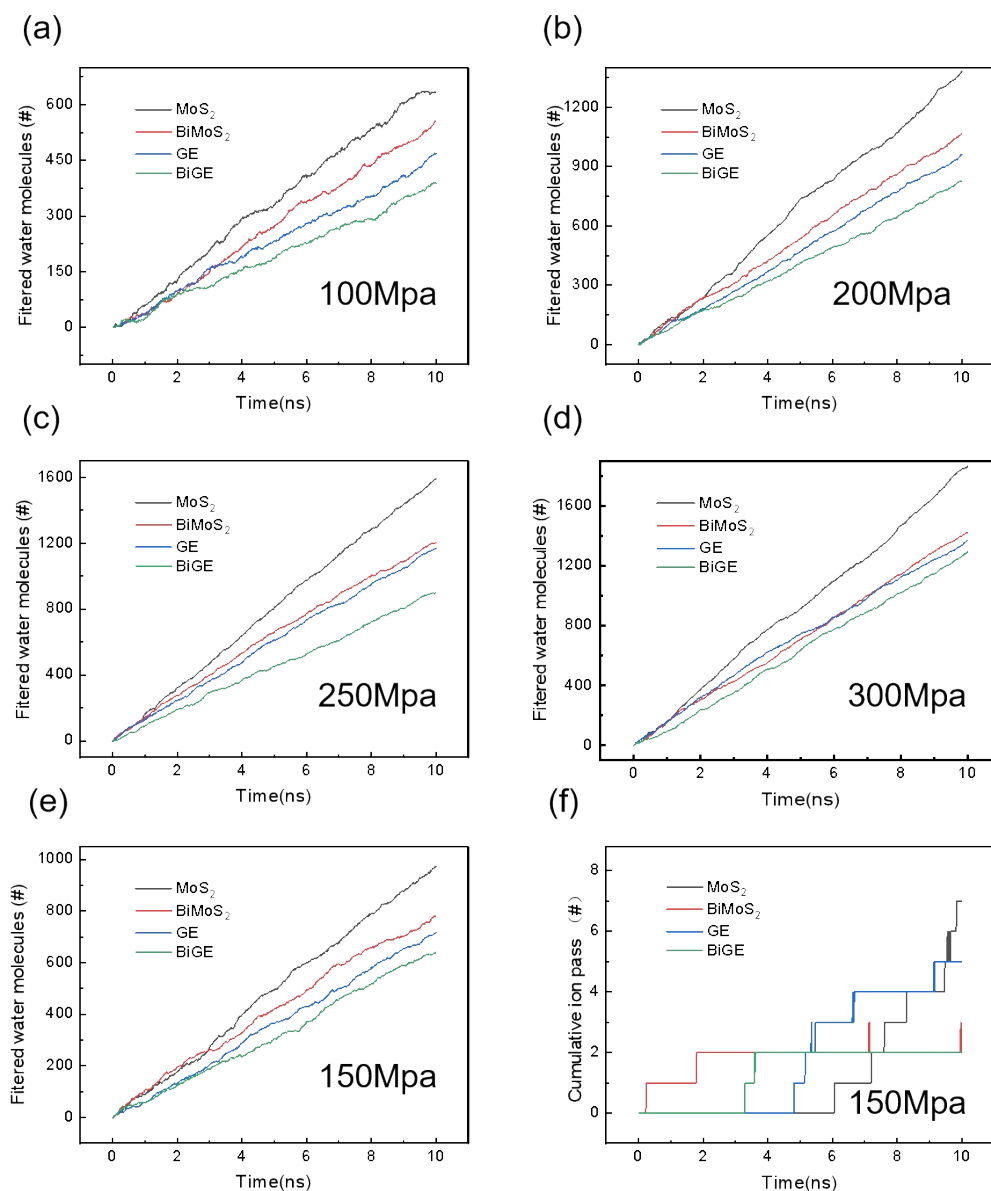 (a)
Fitered water molecules (#)
600
450
300
150
0
MoS₂
BiMoS₂
GE
BiGE
100Mpa
0 2 4 6 8 10
Time(ns)
(b)
Fitered water molecules (#)
1200
900
600
300
0
MoS₂
BiMoS₂
GE
BiGE
200Mpa
0 2 4 6 8 10
Time(ns)
(c)
Fitered water molecules (#)
1600
1200
800
400
0
MoS₂
BiMoS₂
GE
BiGE
250Mpa
0 2 4 6 8 10
Time(ns)
(d)
Fitered water molecules (#)
1600
1200
800
400
0
MoS₂
BiMoS₂
GE
BiGE
300Mpa
0 2 4 6 8 10
Time(ns)
(e)
Fitered water molecules (#)
1000
800
600
400
200
0
MoS₂
BiMoS₂
GE
BiGE
150Mpa
0 2 4 6 8 10
Time(ns)
(f)
Cumulative ion pass (#)
8
6
4
2
0
MoS₂
BiMoS₂
GE
BiGE
150Mpa
0 2 4 6 8 10
Time(ns)